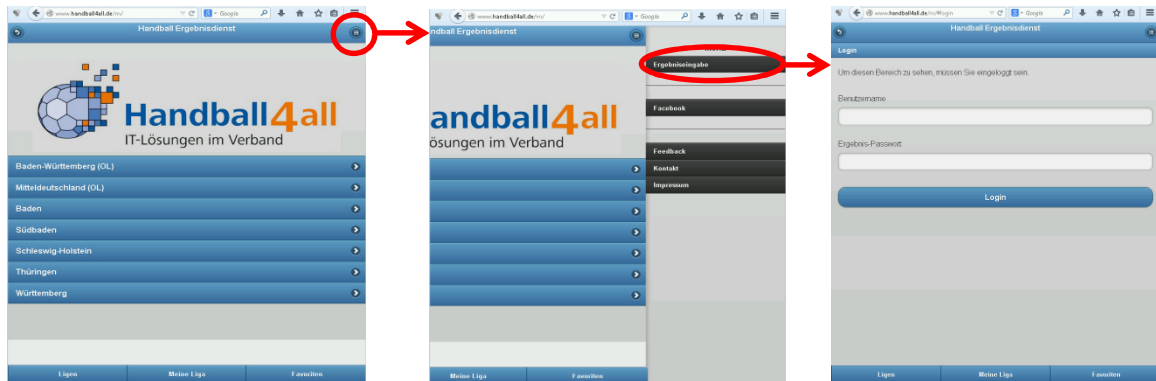 www.handball4all.de/m/
Google
Handball Ergebnisdienst
Handball4all
IT-Lösungen im Verband
Baden-Württemberg (OL)
Mitteldeutschland (OL)
Baden
Südbaden
Schleswig-Holstein
Thüringen
Württemberg
Ligen
Meine Liga
Favoriten
www.handball4all.de/m/
Google
ndball Ergebnisdienst
andball4all
ösungen im Verband
Ergebniseingabe
Facebook
Feedback
Kontakt
Impressum
Meine Liga
Favoriten
www.handball4all.de/m/#login
Google
Handball Ergebnisdienst
Login
Um diesen Bereich zu sehen, müssen Sie eingeloggt sein.
Benutzername
Ergebnis-Passwort
Login
Ligen
Meine Liga
Favoriten